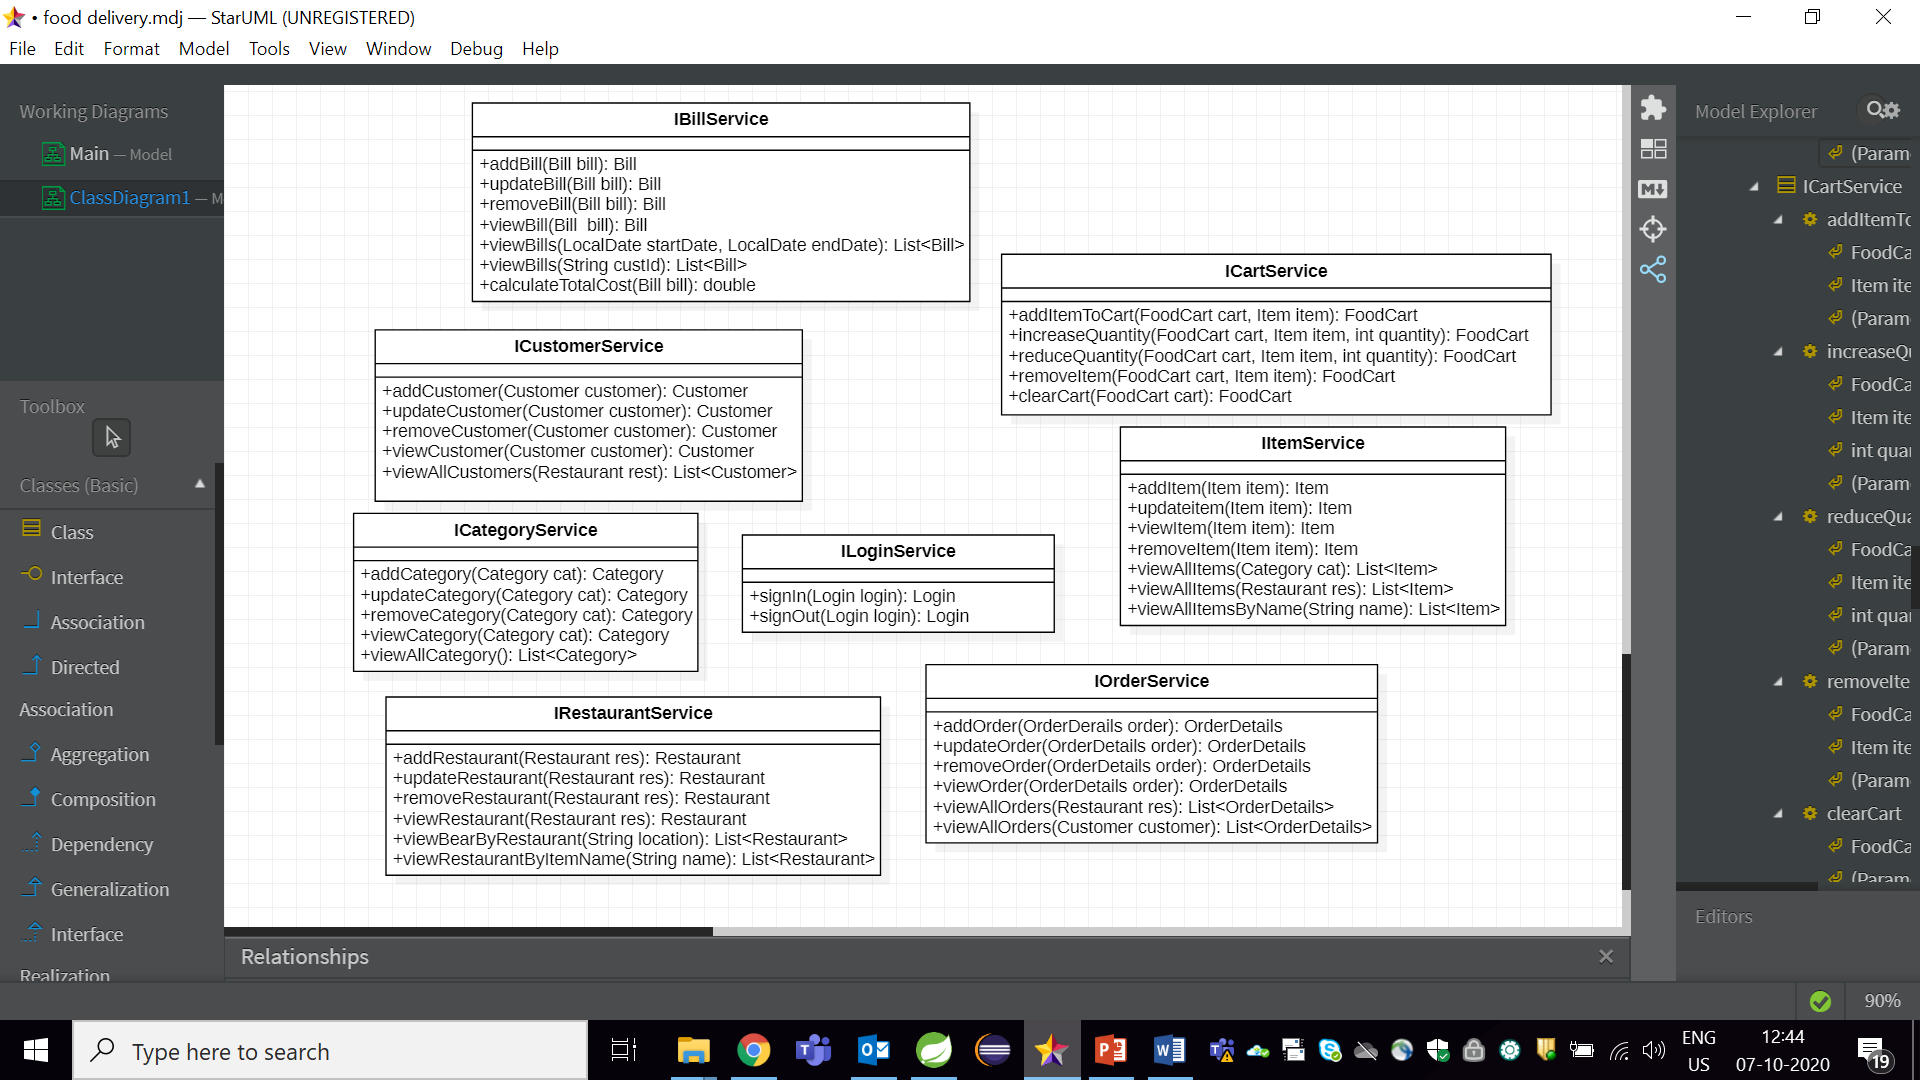 • food delivery.mdj — StarUML (UNREGISTERED)
File Edit Format Model Tools View Window Debug Help
Working Diagrams
Main — Model
ClassDiagram1 — M
Toolbox
Classes (Basic)
Class
Interface
Association
Directed
Association
Aggregation
Composition
Dependency
Generalization
Interface
Realization
IBillService
+addBill(Bill bill): Bill
+updateBill(Bill bill): Bill
+removeBill(Bill bill): Bill
+viewBill(Bill  bill): Bill
+viewBills(LocalDate startDate, LocalDate endDate): List<Bill>
+viewBills(String custId): List<Bill>
+calculateTotalCost(Bill bill): double
ICartService
+addItemToCart(FoodCart cart, Item item): FoodCart
+increaseQuantity(FoodCart cart, Item item, int quantity): FoodCart
+reduceQuantity(FoodCart cart, Item item, int quantity): FoodCart
+removeItem(FoodCart cart, Item item): FoodCart
+clearCart(FoodCart cart): FoodCart
ICustomerService
+addCustomer(Customer customer): Customer
+updateCustomer(Customer customer): Customer
+removeCustomer(Customer customer): Customer
+viewCustomer(Customer customer): Customer
+viewAllCustomers(Restaurant rest): List<Customer>
IItemService
+addItem(Item item): Item
+updateitem(Item item): Item
+viewItem(Item item): Item
+removeItem(Item item): Item
+viewAllItems(Category cat): List<Item>
+viewAllItems(Restaurant res): List<Item>
+viewAllItemsByName(String name): List<Item>
ICategoryService
+addCategory(Category cat): Category
+updateCategory(Category cat): Category
+removeCategory(Category cat): Category
+viewCategory(Category cat): Category
+viewAllCategory(): List<Category>
ILoginService
+signIn(Login login): Login
+signOut(Login login): Login
IRestaurantService
+addRestaurant(Restaurant res): Restaurant
+updateRestaurant(Restaurant res): Restaurant
+removeRestaurant(Restaurant res): Restaurant
+viewRestaurant(Restaurant res): Restaurant
+viewBearByRestaurant(String location): List<Restaurant>
+viewRestaurantByItemName(String name): List<Restaurant>
IOrderService
+addOrder(OrderDerails order): OrderDetails
+updateOrder(OrderDetails order): OrderDetails
+removeOrder(OrderDetails order): OrderDetails
+viewOrder(OrderDetails order): OrderDetails
+viewAllOrders(Restaurant res): List<OrderDetails>
+viewAllOrders(Customer customer): List<OrderDetails>
Relationships
M
Model Explorer
(Param
ICartService
addItemTo
FoodCa
Item ite
(Param
increaseQu
FoodCa
Item ite
int quan
(Param
reduceQua
FoodCa
Item ite
int quan
(Param
removeIte
FoodCa
Item ite
(Param
clearCart
FoodCa
(Param
Editors
90%
Type here to search
ENG
US
12:44
07-10-2020
19